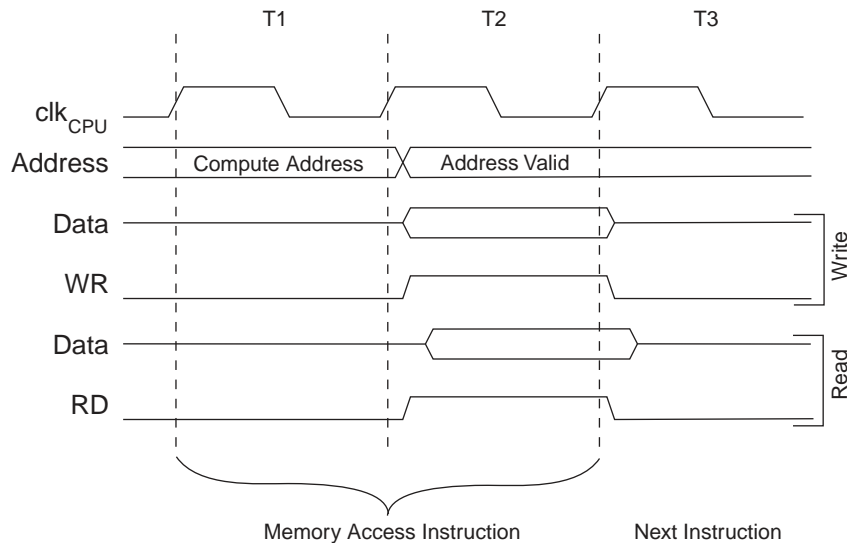 T1 T2 T3
clkCPU
Address Compute Address Address Valid
Data
WR
Write
Data
RD
Read
Memory Access Instruction Next Instruction